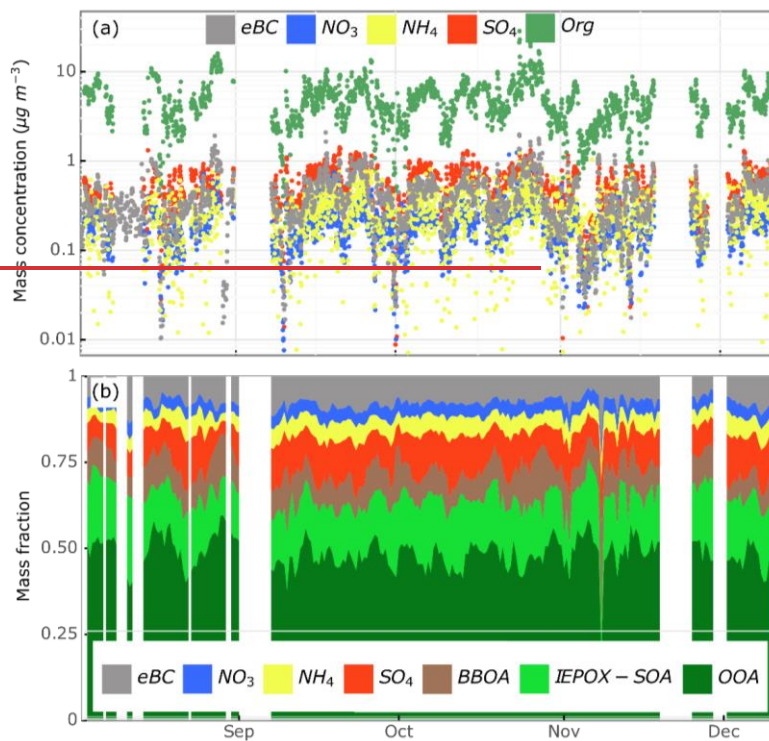 (a) eBC NO₃ NH₄ SO₄ Org
Mass concentration (μg m⁻³)
10
1
0.1
0.01
(b)
Mass fraction
1
0.75
0.50
0.25
0
eBC NO₃ NH₄ SO₄ BBOA IEPOX – SOA OOA
Sep Oct Nov Dec